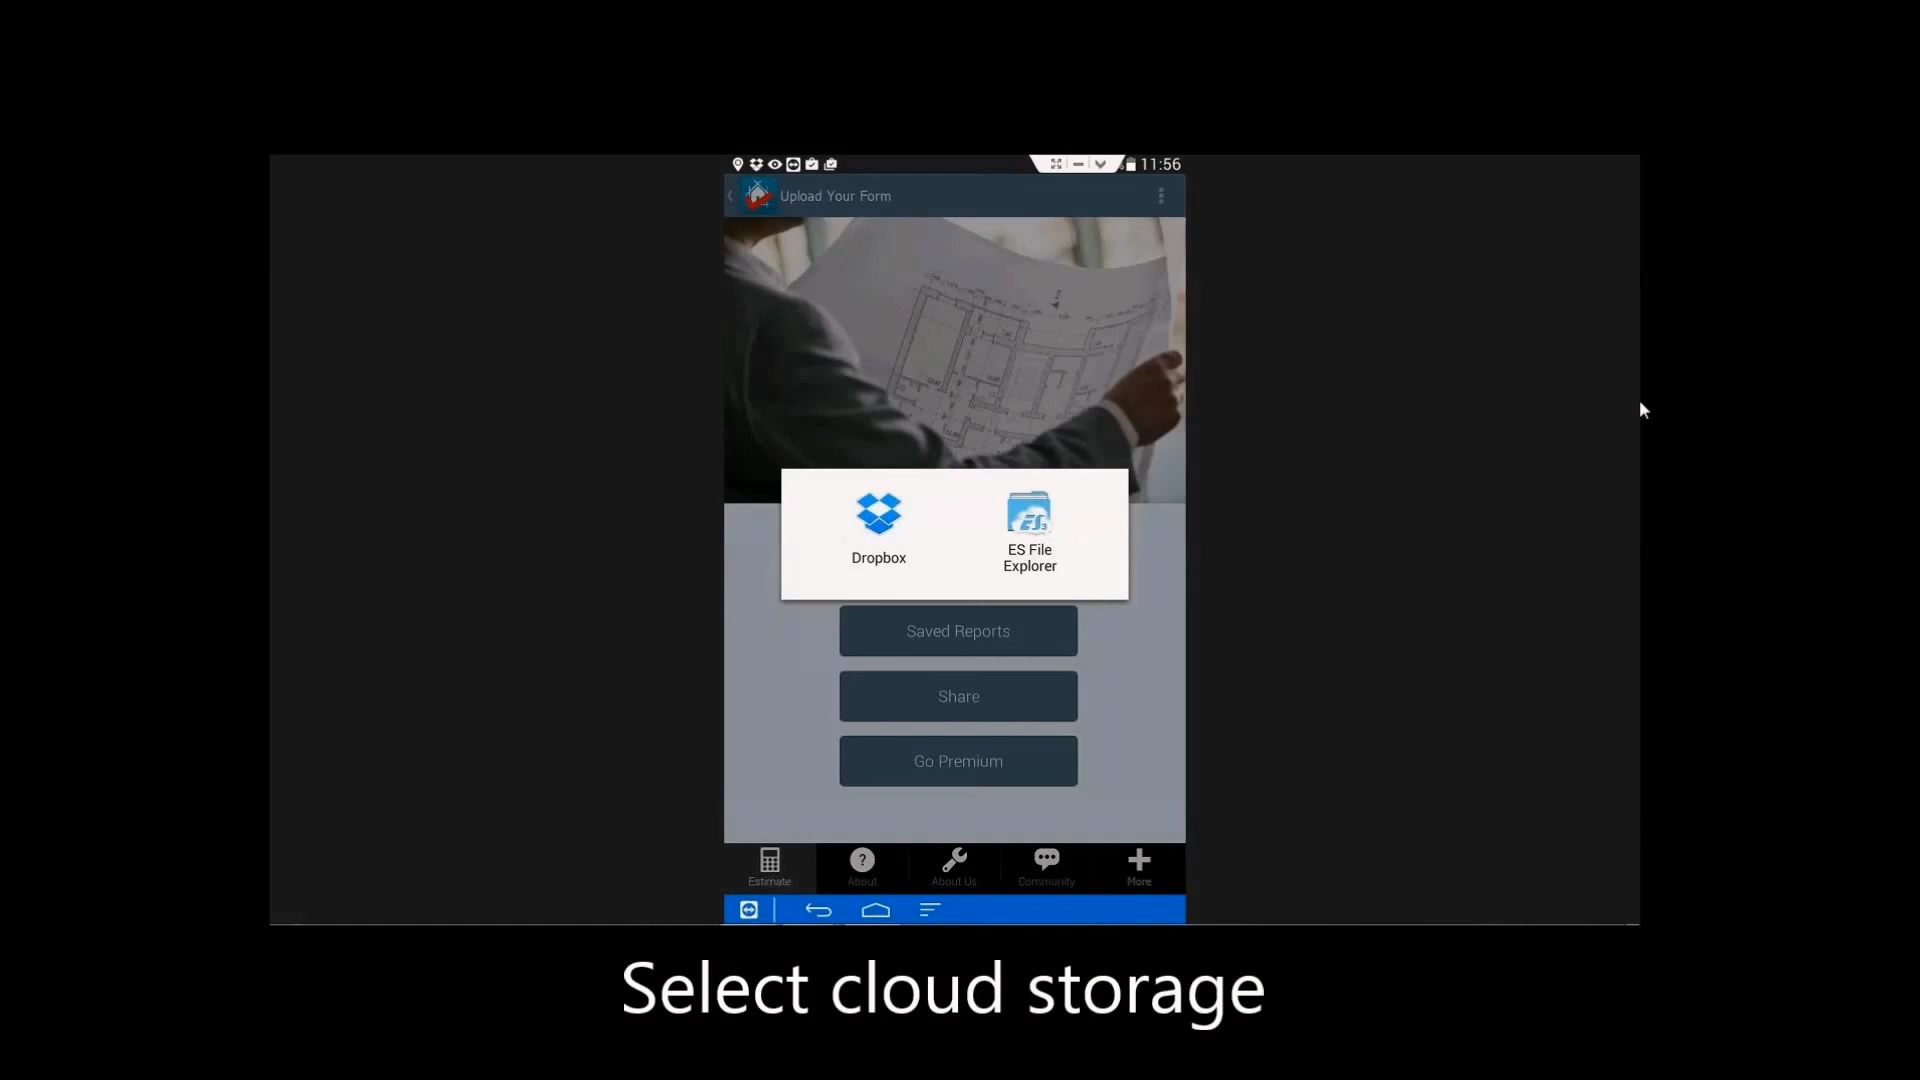 11:56
Upload Your Form
Dropbox
ES File
Explorer
Saved Reports
Share
Go Premium
Estimate
About
About Us
Community
More
Select cloud storage